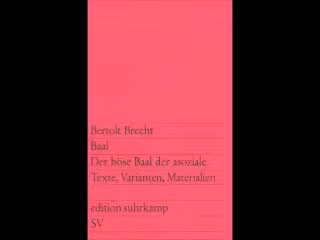 Bertolt Brecht
Baal
Der böse Baal der asoziale
Texte, Varianten, Materialien
edition suhrkamp
SV